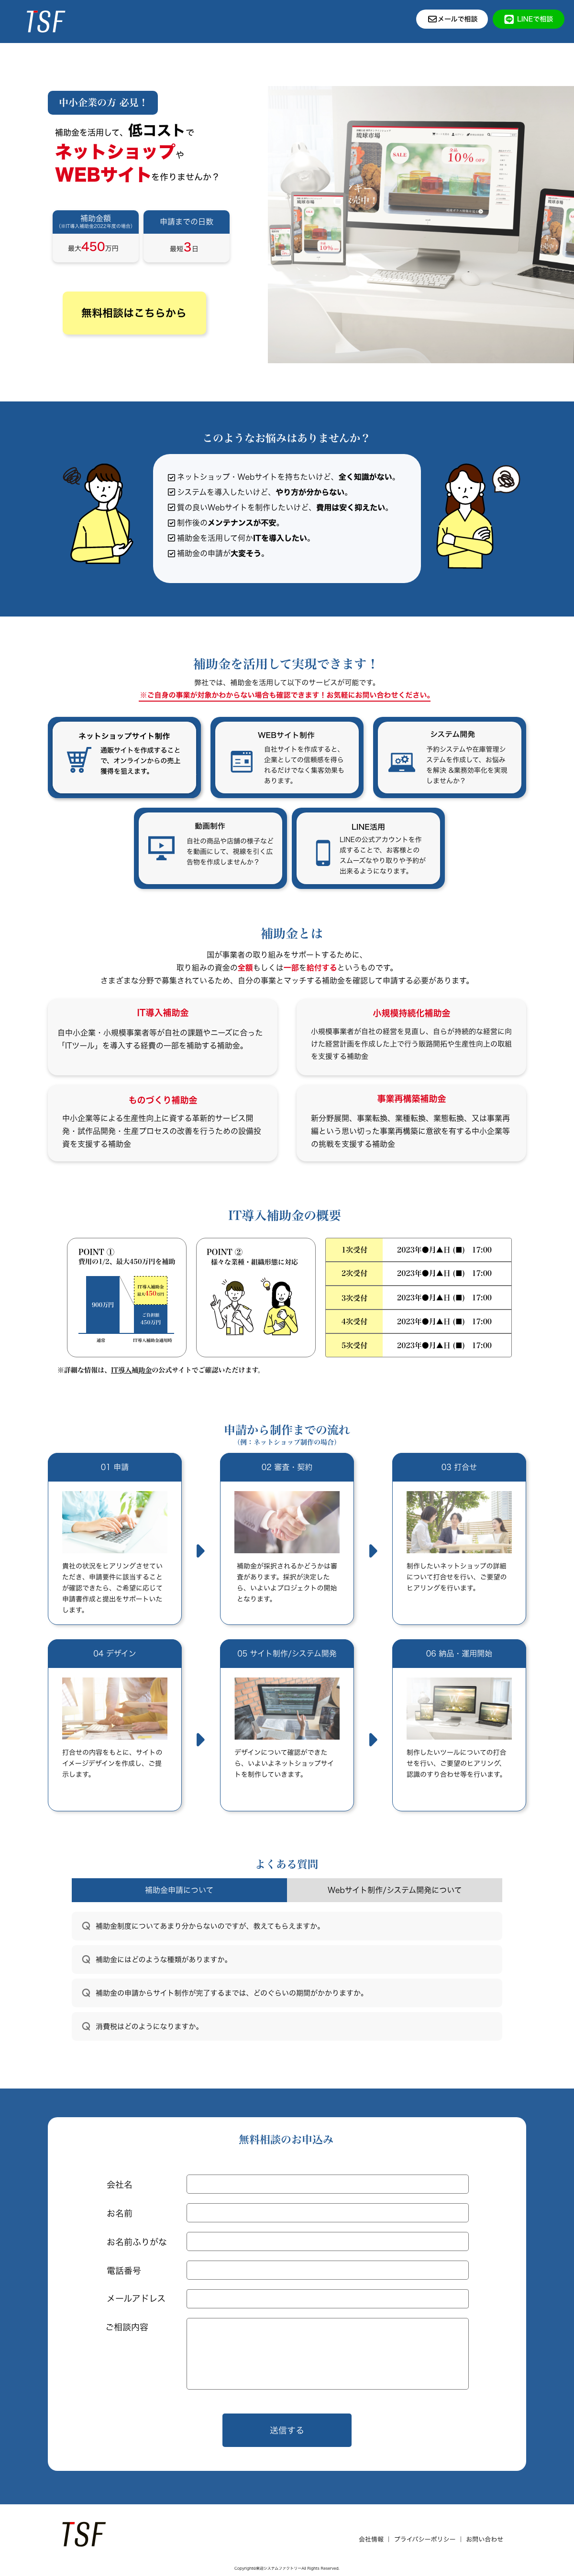 TSF
メールで相談
LINEで相談
中小企業の方 必見！
補助金を活用して、低コストで
ネットショップや
WEBサイトを作りませんか？
補助金額
(※IT導入補助金2022年度の場合)
最大450万円
申請までの日数
最短3日
無料相談はこちらから
琉球市場
SALE
10%
OFF
このようなお悩みはありませんか？
ネットショップ・Webサイトを持ちたいけど、全く知識がない。
システムを導入したいけど、やり方が分からない。
質の良いWebサイトを制作したいけど、費用は安く抑えたい。
制作後のメンテナンスが不安。
補助金を活用して何かITを導入したい。
補助金の申請が大変そう。
補助金を活用して実現できます！
弊社では、補助金を活用して以下のサービスが可能です。
※ご自身の事業が対象かわからない場合も確認できます！お気軽にお問い合わせください。
ネットショップサイト制作
通販サイトを作成すること
で、オンラインからの売上
獲得を狙えます。
WEBサイト制作
自社サイトを作成すると、
企業としての信頼感を得ら
れるだけでなく集客効果も
あります。
システム開発
予約システムや在庫管理シ
ステムを作成して、お悩み
を解決 &業務効率化を実現
しませんか？
動画制作
自社の商品や店舗の様子など
を動画にして、視線を引く広
告物を作成しませんか？
LINE活用
LINEの公式アカウントを作
成することで、お客様との
スムーズなやり取りや予約が
出来るようになります。
補助金とは
国が事業者の取り組みをサポートするために、
取り組みの資金の全額もしくは一部を給付するというものです。
さまざまな分野で募集されているため、自分の事業とマッチする補助金を確認して申請する必要があります。
IT導入補助金
自中小企業・小規模事業者等が自社の課題やニーズに合った
「ITツール」を導入する経費の一部を補助する補助金。
小規模持続化補助金
小規模事業者が自社の経営を見直し、自らが持続的な経営に向
けた経営計画を作成した上で行う販路開拓や生産性向上の取組
を支援する補助金
ものづくり補助金
中小企業等による生産性向上に資する革新的サービス開
発・試作品開発・生産プロセスの改善を行うための設備投
資を支援する補助金
事業再構築補助金
新分野展開、事業転換、業種転換、業態転換、又は事業再
編という思い切った事業再構築に意欲を有する中小企業等
の挑戦を支援する補助金
IT導入補助金の概要
POINT ①
費用の1/2、最大450万円を補助
900万円
IT導入補助金
最大450万円
ご自己負担
450万円
通常
IT導入補助金適用時
POINT ②
様々な業種・組織形態に対応
1次受付 2023年●月▲日 (■) 17:00
2次受付 2023年●月▲日 (■) 17:00
3次受付 2023年●月▲日 (■) 17:00
4次受付 2023年●月▲日 (■) 17:00
5次受付 2023年●月▲日 (■) 17:00
※詳細な情報は、IT導入補助金の公式サイトでご確認いただけます。
申請から制作までの流れ
（例：ネットショップ制作の場合）
01 申請
貴社の状況をヒアリングさせてい
ただき、申請要件に該当すること
が確認できたら、ご希望に応じて
申請書作成と提出をサポートいた
します。
02 審査・契約
補助金が採択されるかどうかは審
査があります。採択が決定した
ら、いよいよプロジェクトの開始
となります。
03 打合せ
制作したいネットショップの詳細
について打合せを行い、ご要望の
ヒアリングを行います。
04 デザイン
打合せの内容をもとに、サイトの
イメージデザインを作成し、ご提
示します。
05 サイト制作/システム開発
デザインについて確認ができた
ら、いよいよネットショップサイ
トを制作していきます。
06 納品・運用開始
制作したいツールについての打合
せを行い、ご要望のヒアリング、
認識のすり合わせ等を行います。
よくある質問
補助金申請について
Webサイト制作/システム開発について
Q 補助金制度についてあまり分からないのですが、教えてもらえますか。
Q 補助金にはどのような種類がありますか。
Q 補助金の申請からサイト制作が完了するまでは、どのぐらいの期間がかかりますか。
Q 消費税はどのようになりますか。
無料相談のお申込み
会社名
お名前
お名前ふりがな
電話番号
メールアドレス
ご相談内容
送信する
TSF
会社情報 ｜ プライバシーポリシー ｜ お問い合わせ